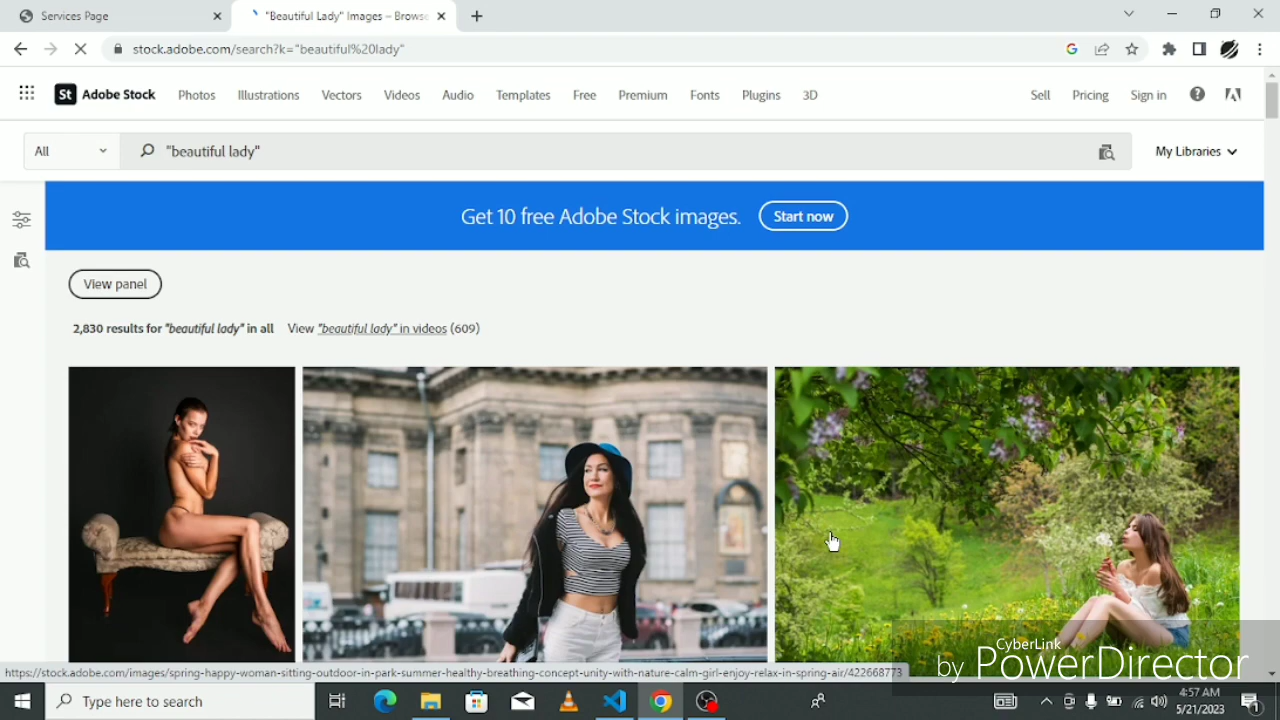 Services Page
"Beautiful Lady" Images – Browse
stock.adobe.com/search?k="beautiful%20lady"
St Adobe Stock Photos Illustrations Vectors Videos Audio Templates Free Premium Fonts Plugins 3D Sell Pricing Sign in
All "beautiful lady" My Libraries
Get 10 free Adobe Stock images. Start now
View panel
2,830 results for "beautiful lady" in all View "beautiful lady" in videos (609)
https://stock.adobe.com/images/spring-happy-woman-sitting-outdoor-in-park-summer-healthy-breathing-concept-unity-with-nature-calm-girl-enjoy-relax-in-spring-air/422668773
CyberLink
by PowerDirector
Type here to search
4:57 AM
5/21/2023
1